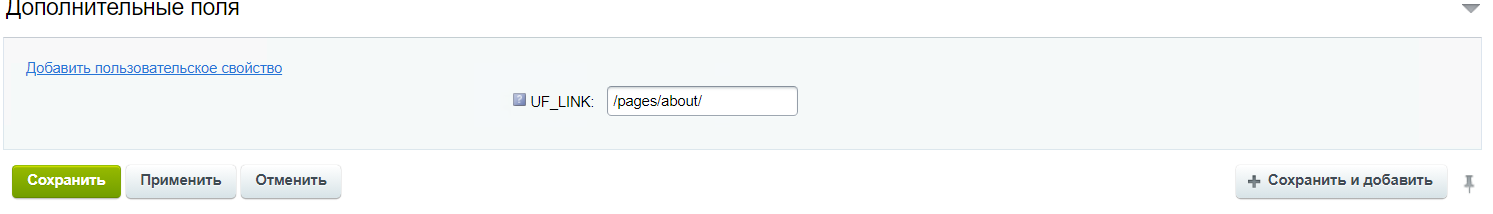 Дополнительные поля
Добавить пользовательское свойство
? UF_LINK: /pages/about/
Сохранить Применить Отменить + Сохранить и добавить